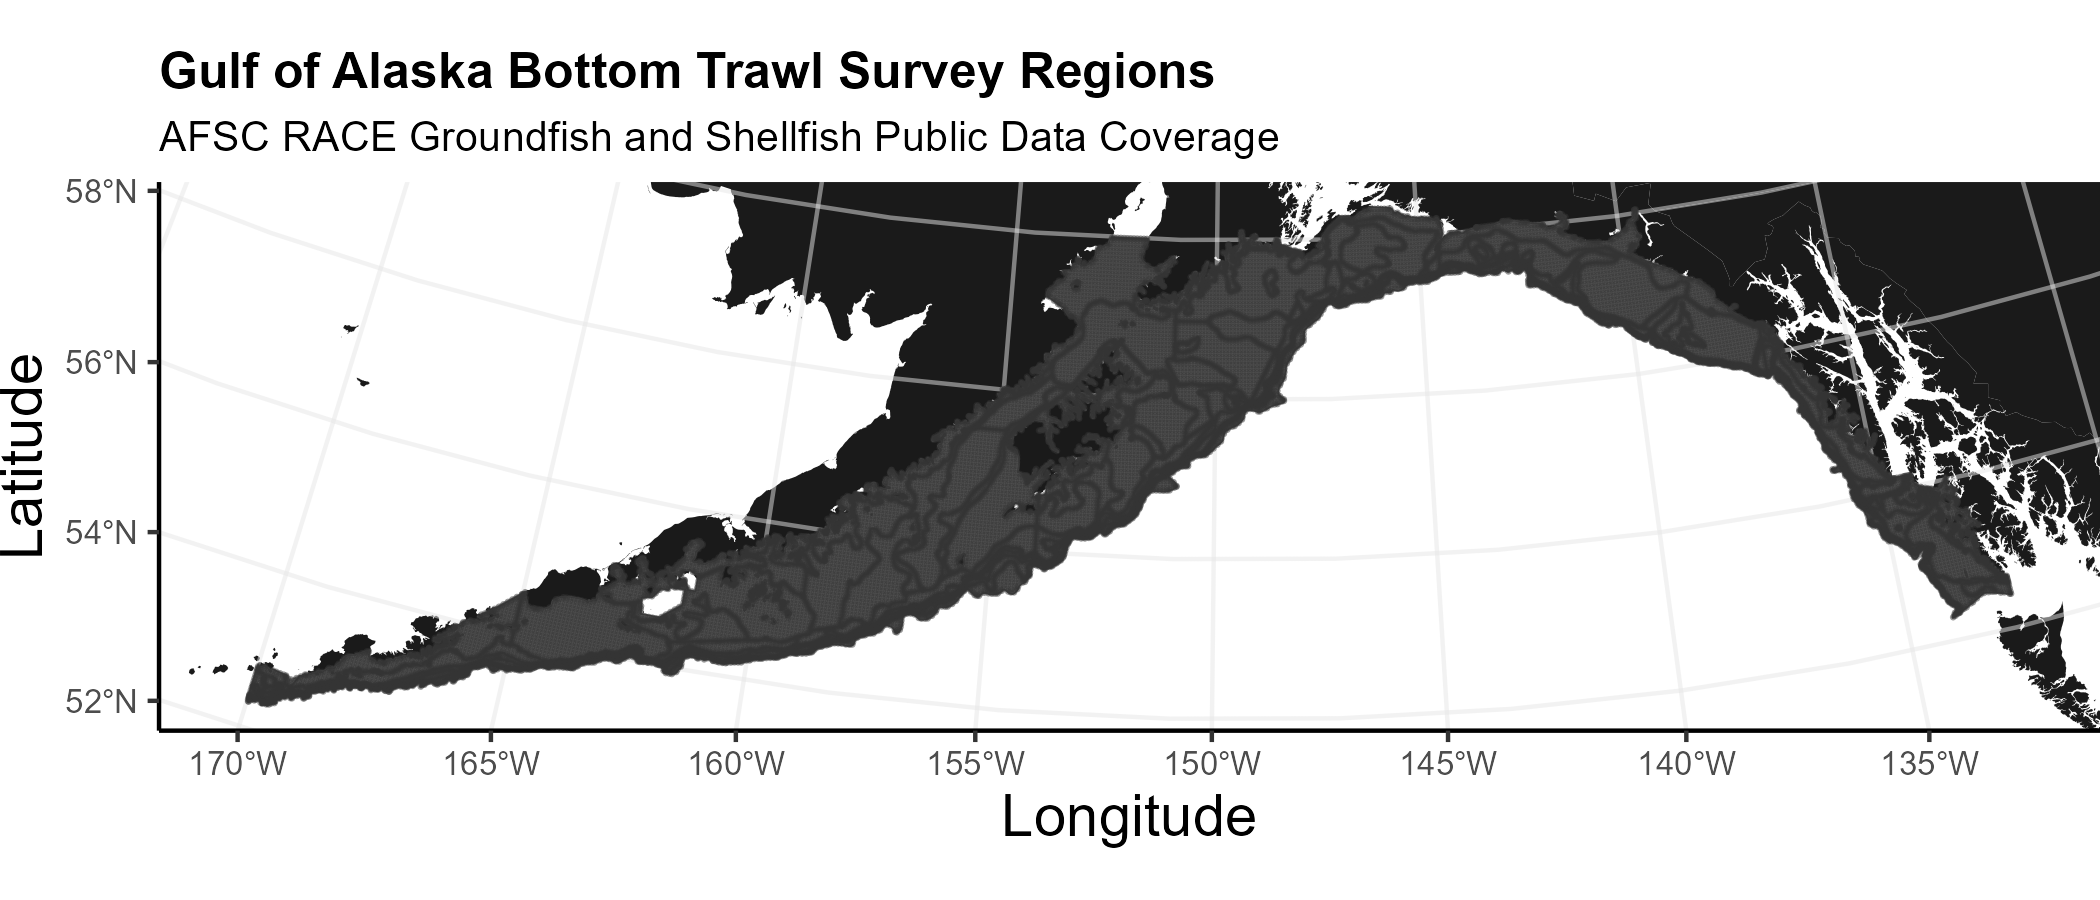 Gulf of Alaska Bottom Trawl Survey Regions
AFSC RACE Groundfish and Shellfish Public Data Coverage
58°N
56°N
54°N
52°N
Latitude
170°W 165°W 160°W 155°W 150°W 145°W 140°W 135°W
Longitude